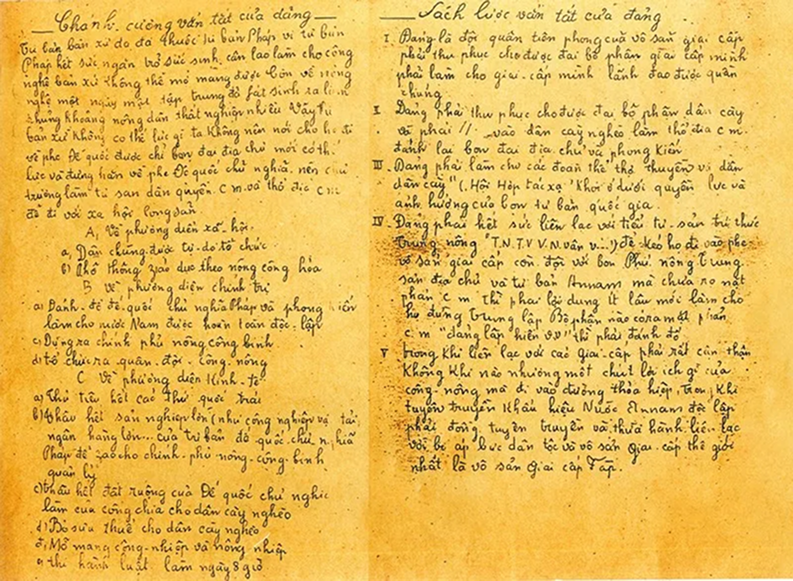 Chánh cương vắn tắt của đảng
Tư bản bản xứ đã thuộc tư bản Pháp, vì tư bản
Pháp hết sức ngăn trở sức sinh sản làm cho công
nghệ bản xứ không thể mở mang được. Còn về nông
nghệ một ngày một tập trung đã phát sinh ra lắm
khủng khoảng nông dân thất nghiệp nhiều. Vậy tư
bản xứ không có thế lực gì ta không nên nói cho họ đi
về phe đế quốc được chỉ bọn đại địa chủ mới có thế
lực và đứng hẳn về phe Đế quốc chủ nghĩa nên chủ
trương làm tư sản dân quyền c.m. và thổ địa c.m.
để đi tới xã hội cộng sản
A, Về phương diện xã hội
a, Dân chúng được tự do tổ chức
b) Phổ thông giáo dục theo nông công hóa
B Về phương diện chính trị
a) Đánh đổ đế quốc chủ nghĩa Pháp và phong kiến
làm cho nước Nam được hoàn toàn độc lập
c) Dựng ra chính phủ nông công binh
d) tổ chức ra quân đội công nông
C Về phương diện kinh tế
a) Thủ tiêu hết các thứ quốc trái
b) thâu hết sản nghiệp lớn (như công nghiệp vận tải
ngân hàng lớn... của tư bản đế quốc chủ nghĩa
Pháp để giao cho chính phủ nông công binh
quản lý
c) thâu hết đất ruộng của Đế quốc chủ nghĩa
làm của công chia cho dân cày nghèo
d) Bỏ sưu thuế cho dân cày nghèo
đ) Mở mang công nghiệp và nông nghiệp
e) thi hành luật làm ngày 8 giờ
Sách lược vắn tắt của đảng
I. Đảng là đội quân tiên phong của vô sản giai cấp
phải thu phục cho được đại bộ phận giai cấp mình
phải làm cho giai cấp mình lãnh đạo được quần
chúng
II Đảng phải thu phục cho được đại bộ phận dân cày
và phải // vào dân cày nghèo làm thổ địa c.m.
đánh lại bọn đại địa chủ và phong kiến
III Đảng phải làm cho các đoàn thể thợ thuyền và dân
dân cày" (Hội Hợp tác xã" khỏi ở dưới quyền lực và
ảnh hưởng của bọn tư bản quốc gia
IV. Đảng phải hết sức liên lạc với tiểu tư sản trí thức
trung nông "T.N.T.V V.N. vân v...!) để kéo họ đi vào phe
vô sản giai cấp còn đối với bọn Phú nông trung
sản địa chủ và tư bản Annam mà chưa rõ mặt
phản c m thì phải lợi dụng ít lâu mới làm cho
họ đứng trung lập Bộ phận nào có ra mặt phản
c m "đảng lập hiến v.v" thì phải đánh đổ
V trong khi liên lạc với các giai cấp phải rất cẩn thận
không khi nào nhường một chút lợi ích gì của
công nông mà đi vào đường thỏa hiệp, trong khi
tuyên truyền khẩu hiệu Nước Annam độc lập
phải đồng tuyên truyền và thừa hành liên lạc
với bị áp bức dân tộc và vô sản giai cấp thế giới
nhất là vô sản giai cấp Pháp.